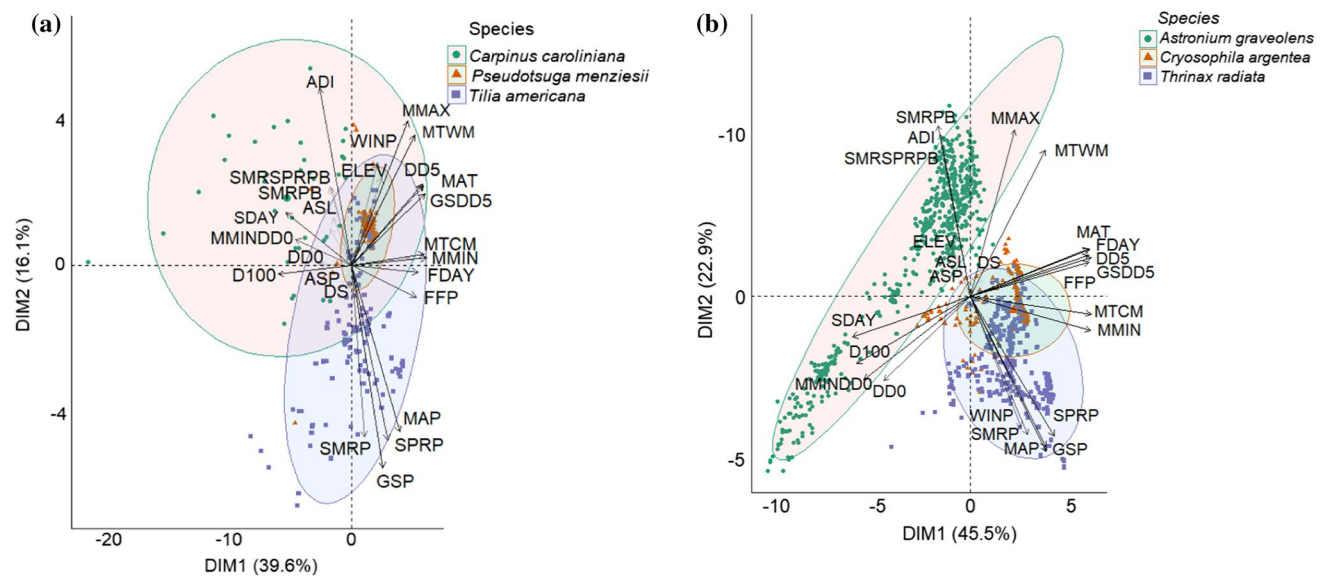 (a)
Species
Carpinus caroliniana
Pseudotsuga menziesii
Tilia americana
ADI
MMAX
WINP
MTWM
ELEV
DD5
MAT
GSDD5
SMRSPRPB
SMRPB
ASL
SDAY
MMINDD0
DD0
D100
ASP
DS
MTCM
MMIN
FDAY
FFP
MAP
SPRP
SMRP
GSP
4
0
-4
DIM2 (16.1%)
-20
-10
0
DIM1 (39.6%)
(b)
Species
Astronium graveolens
Cryosophila argentea
Thrinax radiata
SMRPB
ADI
SMRSPRPB
MMAX
MTWM
ELEV
ASL
DS
ASP
MAT
FDAY
DD5
GSDD5
FFP
MTCM
MMIN
SDAY
D100
MMINDD0
DD0
WINP
SPRP
SMRP
MAP
GSP
-10
0
-5
DIM2 (22.9%)
-10
-5
0
5
DIM1 (45.5%)